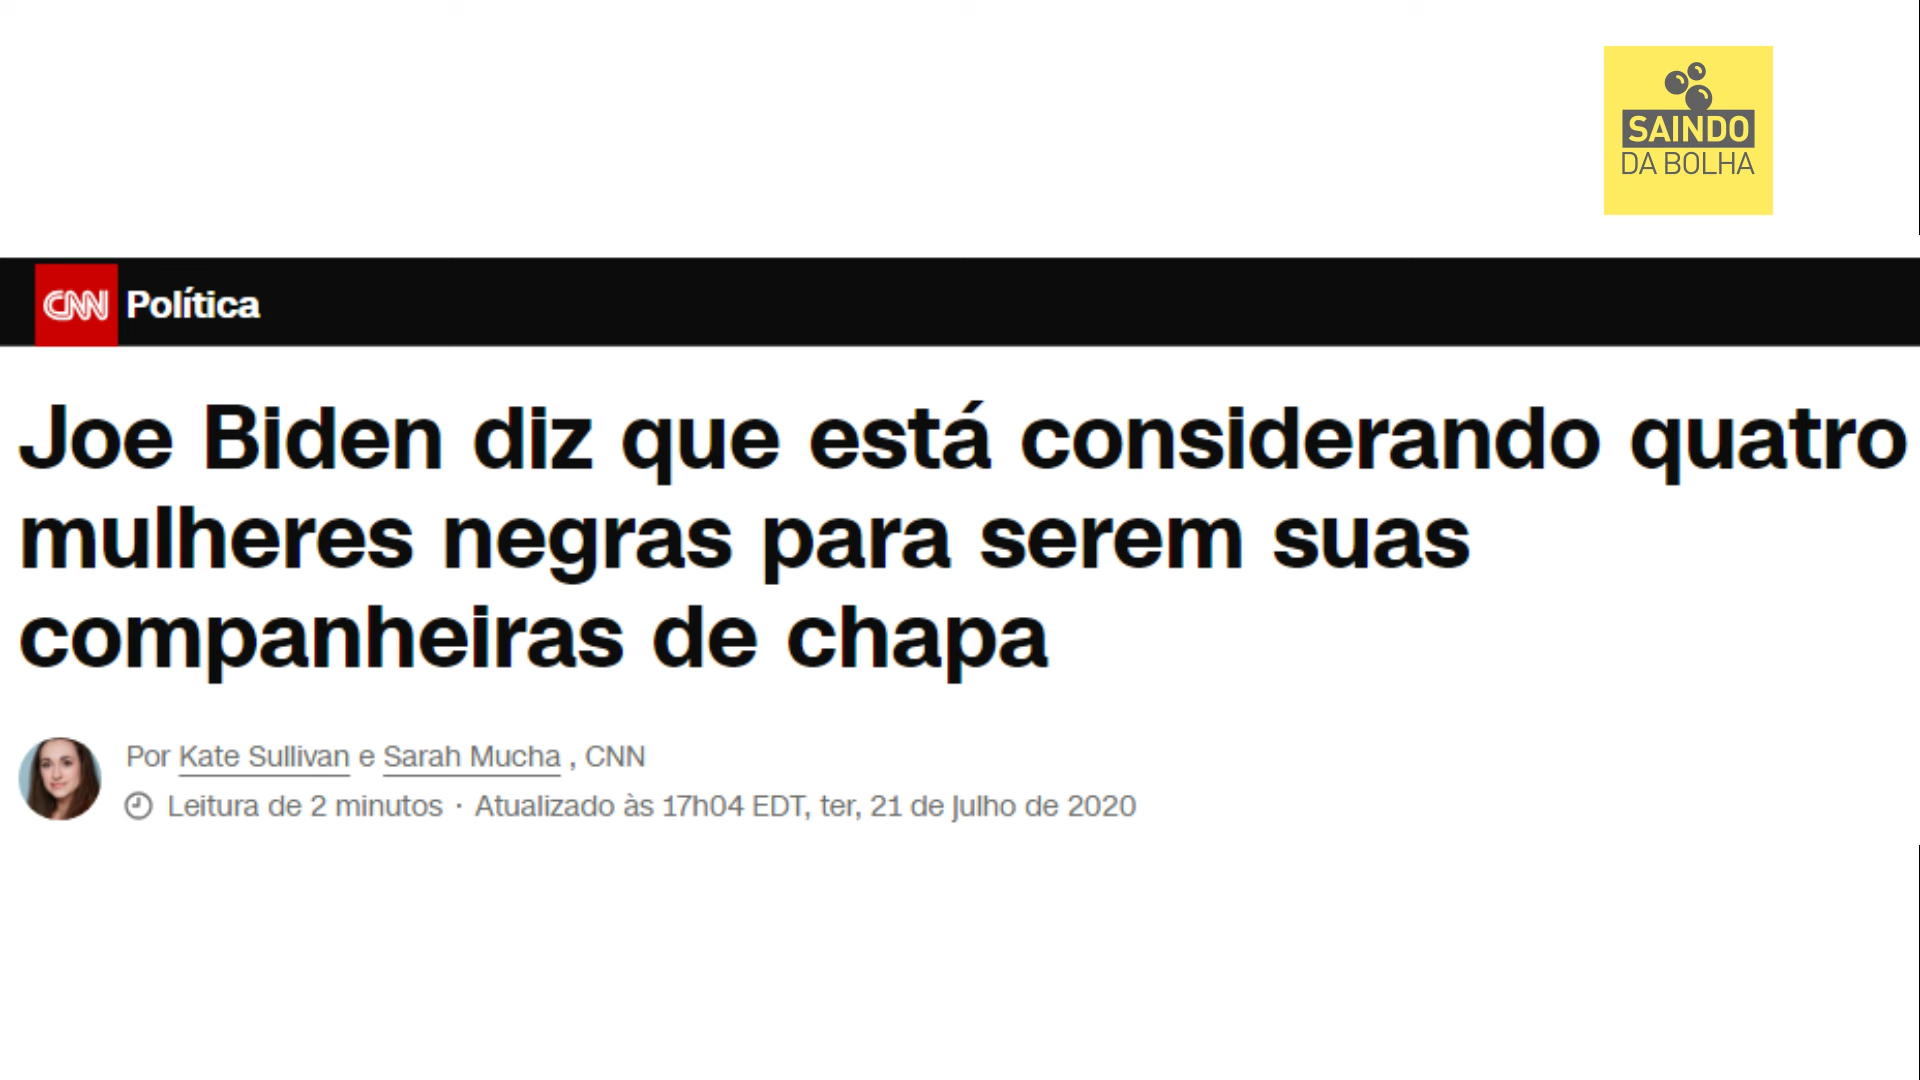 SAINDO
DA BOLHA
CNN Política
Joe Biden diz que está considerando quatro
mulheres negras para serem suas
companheiras de chapa
Por Kate Sullivan e Sarah Mucha , CNN
Leitura de 2 minutos · Atualizado às 17h04 EDT, ter, 21 de julho de 2020